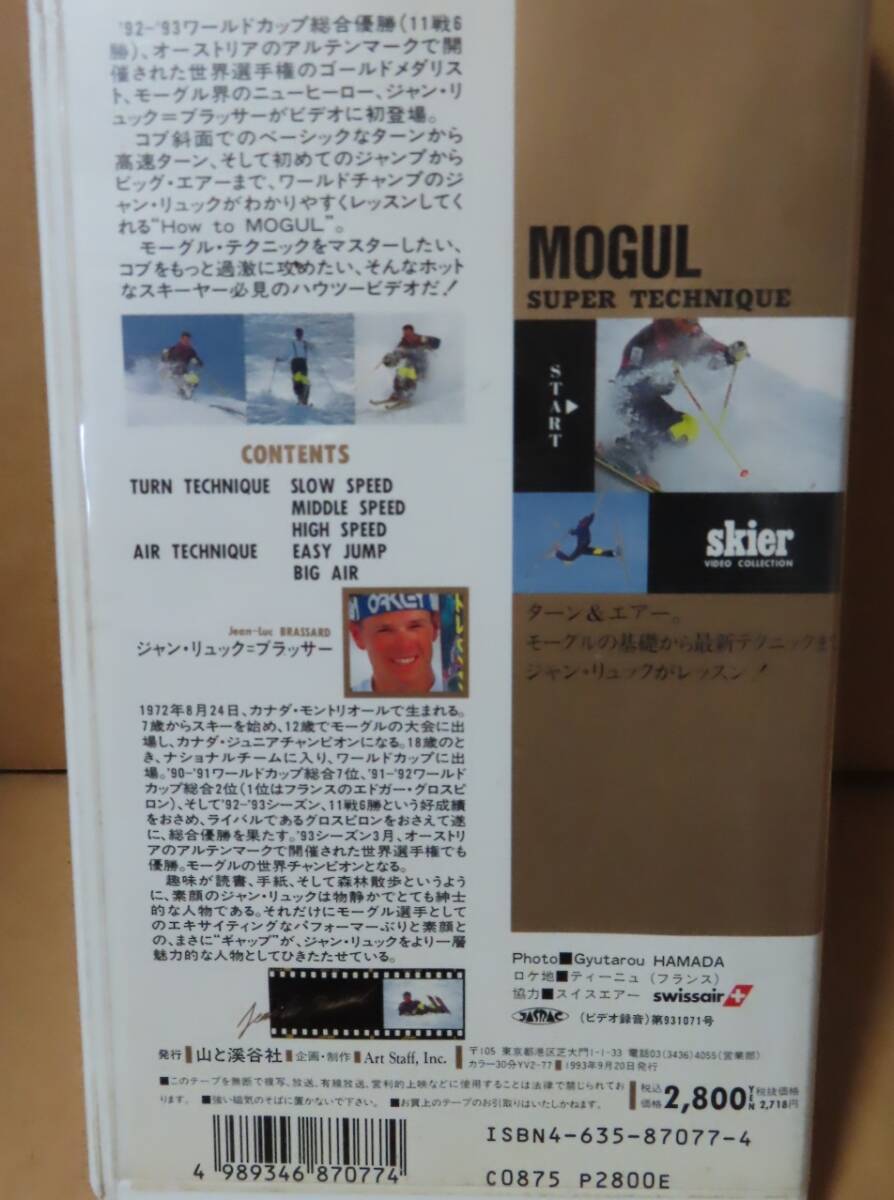 '92-'93ワールドカップ総合優勝(11戦6
勝)、オーストリアのアルテンマークで開
催された世界選手権のゴールドメダリス
ト、モーグル界のニューヒーロー、ジャン・リ
ュック=ブラッサーがビデオに初登場。
コブ斜面でのベーシックなターンから
高速ターン、そして初めてのジャンプから
ビッグ・エアーまで、ワールドチャンプのジ
ャン・リュックがわかりやすくレッスンしてく
れる“How to MOGUL”。
モーグル・テクニックをマスターしたい、
コブをもっと過激に攻めたい、そんなホット
なスキーヤー必見のハウツービデオだ!
CONTENTS
TURN TECHNIQUE SLOW SPEED
MIDDLE SPEED
HIGH SPEED
AIR TECHNIQUE EASY JUMP
BIG AIR
OAKLEY
Jean-Luc BRASSARD
ジャン・リュック=ブラッサー
1972年8月24日、カナダ・モントリオールで生まれる。
7歳からスキーを始め、12歳でモーグルの大会に出
場し、カナダ・ジュニアチャンピオンになる。18歳のと
き、ナショナルチームに入り、ワールドカップに出
場。'90-'91ワールドカップ総合7位、'91-'92ワールド
カップ総合2位(1位はフランスのエドガー・グロスピ
ロン)、そして'92-'93シーズン、11戦6勝という好成績
をおさめ、ライバルであるグロスピロンをおさえて遂
に、総合優勝を果たす。'93シーズン3月、オーストリ
アのアルテンマークで開催された世界選手権でも
優勝。モーグルの世界チャンピオンとなる。
趣味が読書、手紙、そして森林散歩というよう
に、素顔のジャン・リュックは物静かでとても紳士
的な人物である。それだけにモーグル選手として
のエキサイティングなパフォーマーぶりと素顔と
の、まさに“ギャップ”が、ジャン・リュックをより一層
魅力的な人物としてひきたたせている。
MOGUL
SUPER TECHNIQUE
START
skier
VIDEO COLLECTION
ターン&エアー。
モーグルの基礎から最新テクニックまで
ジャン・リュックがレッスン!
Photo■Gyutarou HAMADA
ロケ地■ティーニュ(フランス)
協力■スイスエアー swissair
JASRAC (ビデオ録音)第931071号
発行 山と溪谷社 企画・制作 Art Staff, Inc. 〒105 東京都港区芝大門1-1-33 電話03(3436)4055(営業部)
カラー30分YV2-77 1993年9月20日発行
■このテープを無断で複写、放送、有線放送、営利的上映などに使用することは法律で禁じられてお
ります。 ■強い磁気のそばに置かないで下さい。 ■お買上のテープのお引取りはいたしかねます。
税込価格 2,800YEN 税抜価格 2,718円
ISBN4-635-87077-4
4 989346 870774
C0875 P2800E